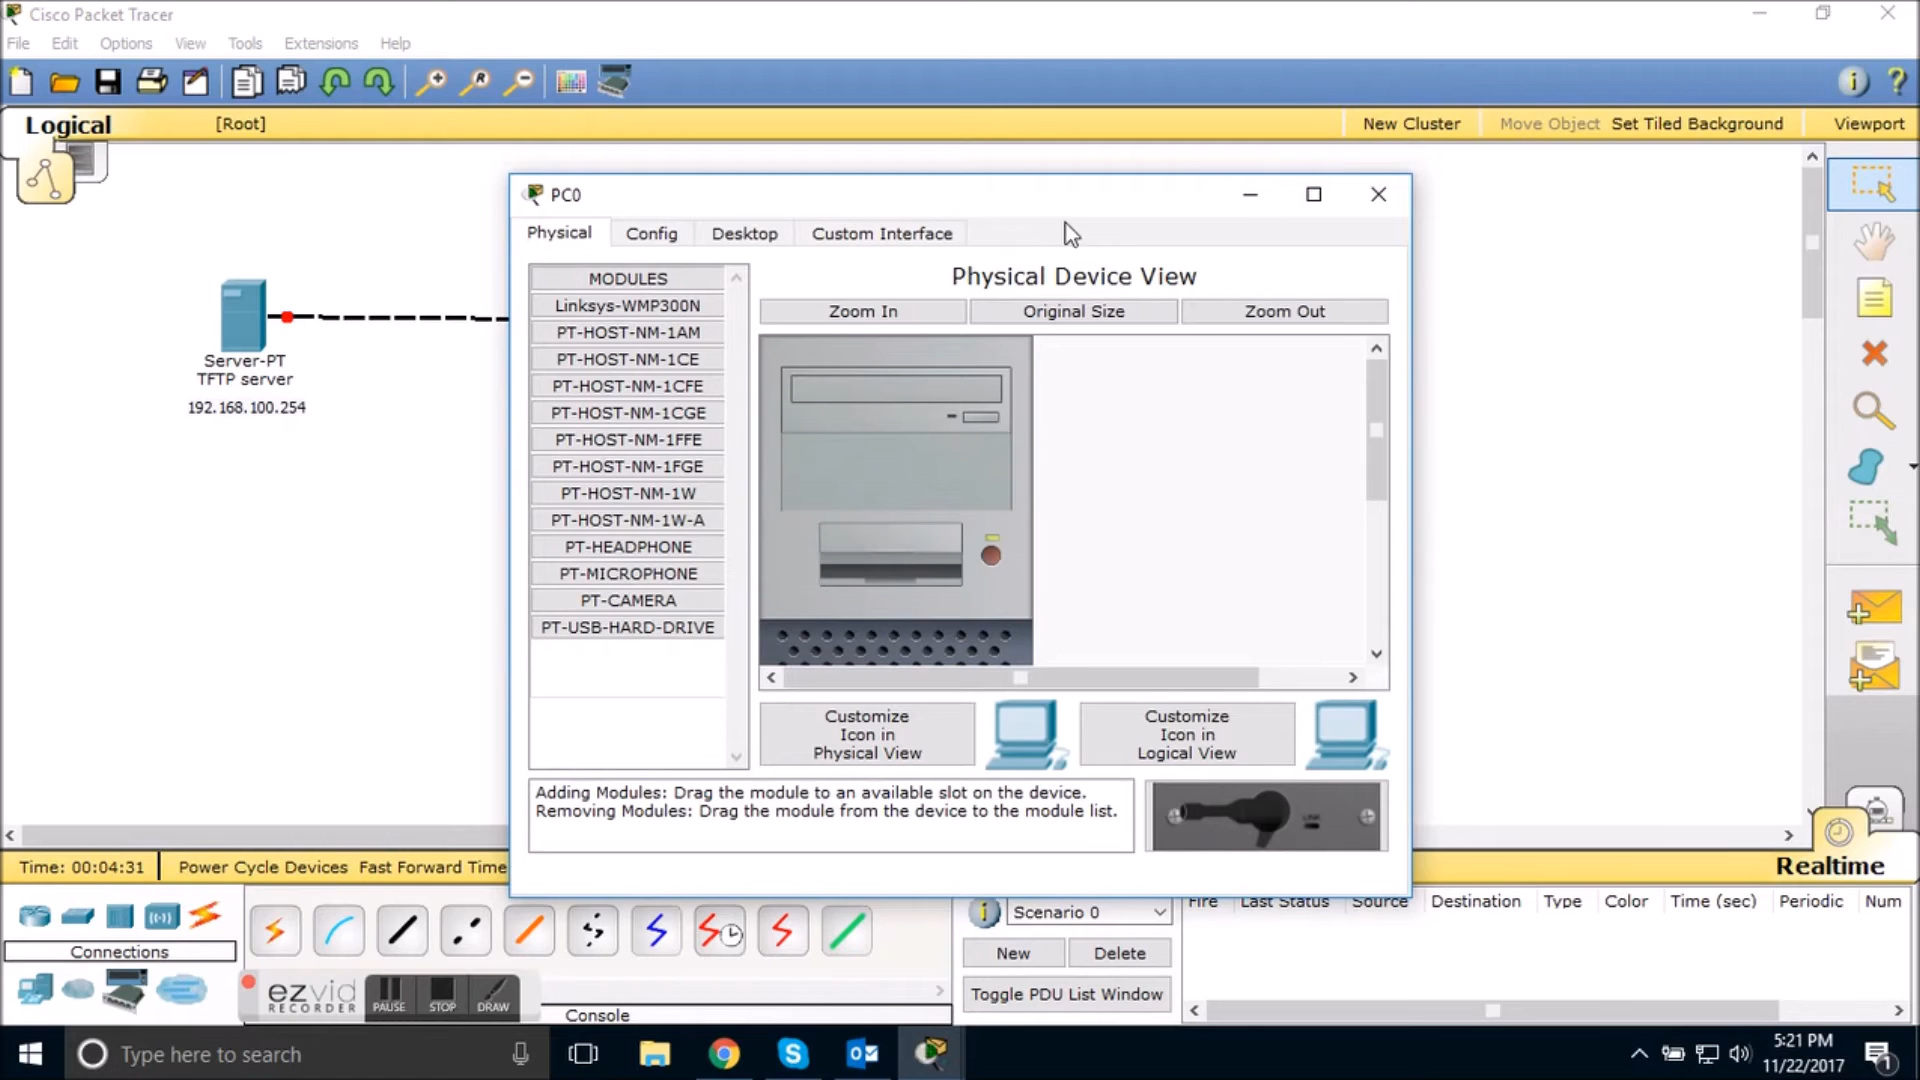 Cisco Packet Tracer
File Edit Options View Tools Extensions Help
Logical [Root] New Cluster Move Object Set Tiled Background Viewport
PC0
Physical Config Desktop Custom Interface
MODULES
Linksys-WMP300N
PT-HOST-NM-1AM
PT-HOST-NM-1CE
PT-HOST-NM-1CFE
PT-HOST-NM-1CGE
PT-HOST-NM-1FFE
PT-HOST-NM-1FGE
PT-HOST-NM-1W
PT-HOST-NM-1W-A
PT-HEADPHONE
PT-MICROPHONE
PT-CAMERA
PT-USB-HARD-DRIVE
Physical Device View
Zoom In Original Size Zoom Out
Server-PT
TFTP server
192.168.100.254
Customize
Icon in
Physical View
Customize
Icon in
Logical View
Adding Modules: Drag the module to an available slot on the device.
Removing Modules: Drag the module from the device to the module list.
LINK
Time: 00:04:31 Power Cycle Devices Fast Forward Time
Realtime
Connections
Scenario 0
New Delete
Toggle PDU List Window
Fire Last Status Source Destination Type Color Time (sec) Periodic Num
ezvid
RECORDER
PAUSE STOP DRAW
Console
Type here to search
5:21 PM
11/22/2017
1